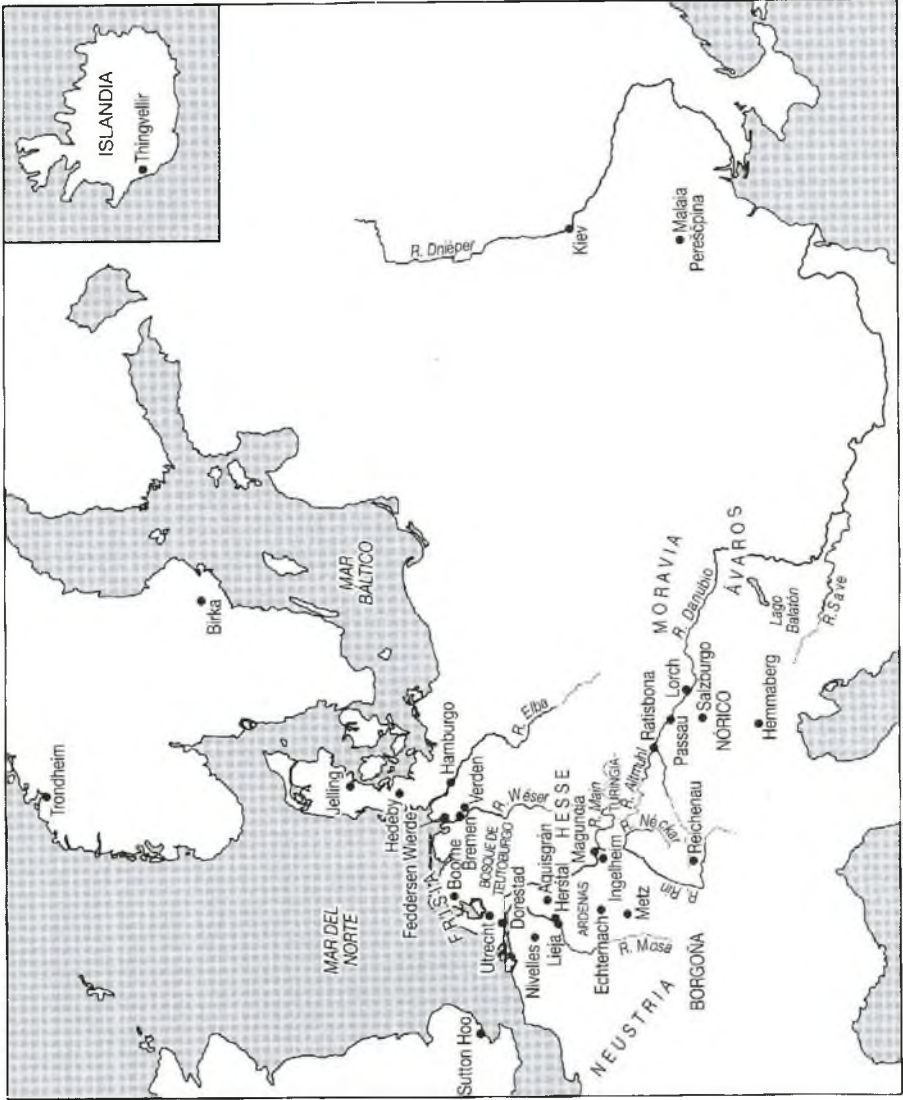 ISLANDIA
Thingvellir
Trondheim
Birka
MAR
BÁLTICO
R. Dniéper
Kiev
Malaia
Pereščpina
MAR DEL
NORTE
Jelling
Hedeby
Hamburgo
Feddersen Wierde
Verden
Bremen
Boorne
FRISIA
R. Elba
R. Wéser
BOSQUE DE
TEUTOBURGO
Utrecht
Dorestad
Sutton Hoo
Nivelles
Aquisgrán
Lieja
Herstal
HESSE
ARDENAS
Magundia
R. Main
TURINGIA
Ingelheim
Echternach
R. Altmühl
Ratisbona
MORAVIA
R. Danubio
Metz
R. Mosa
R. Rin
R. Néckar
Passau
Lorch
Salzburgo
ÁVAROS
NEUSTRIA
BORGOÑA
Reichenau
NÓRICO
Lago
Balatón
Hemmaberg
R. Save